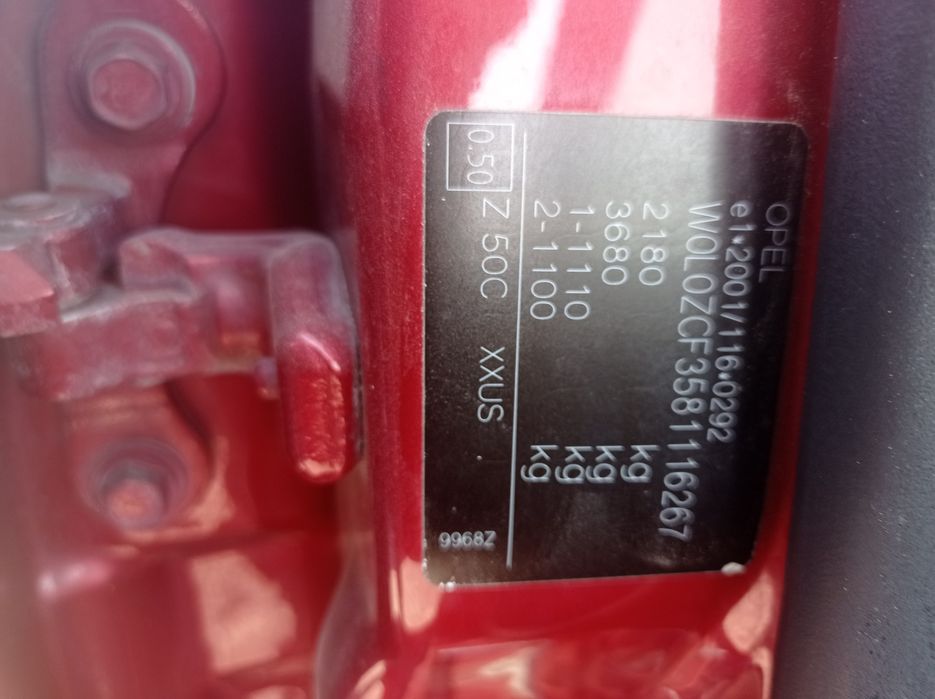 OPEL
e1*2001/116*0292
W0L0ZCF3581116267
2180 kg
3680 kg
1-1110 kg
2-1100 kg
0.50 Z 50C XXUS
9968Z